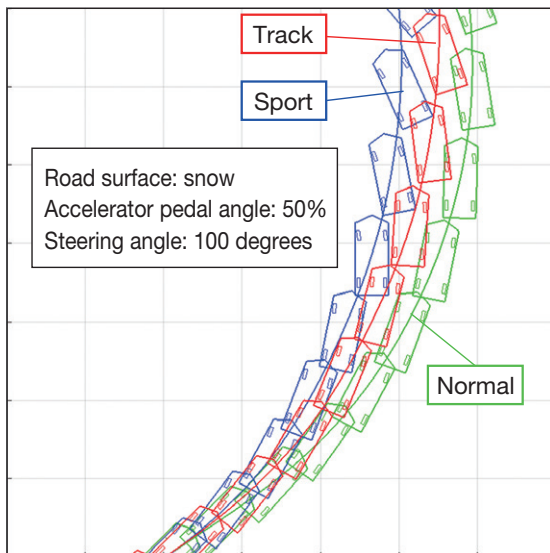 Track
Sport
Road surface: snow
Accelerator pedal angle: 50%
Steering angle: 100 degrees
Normal